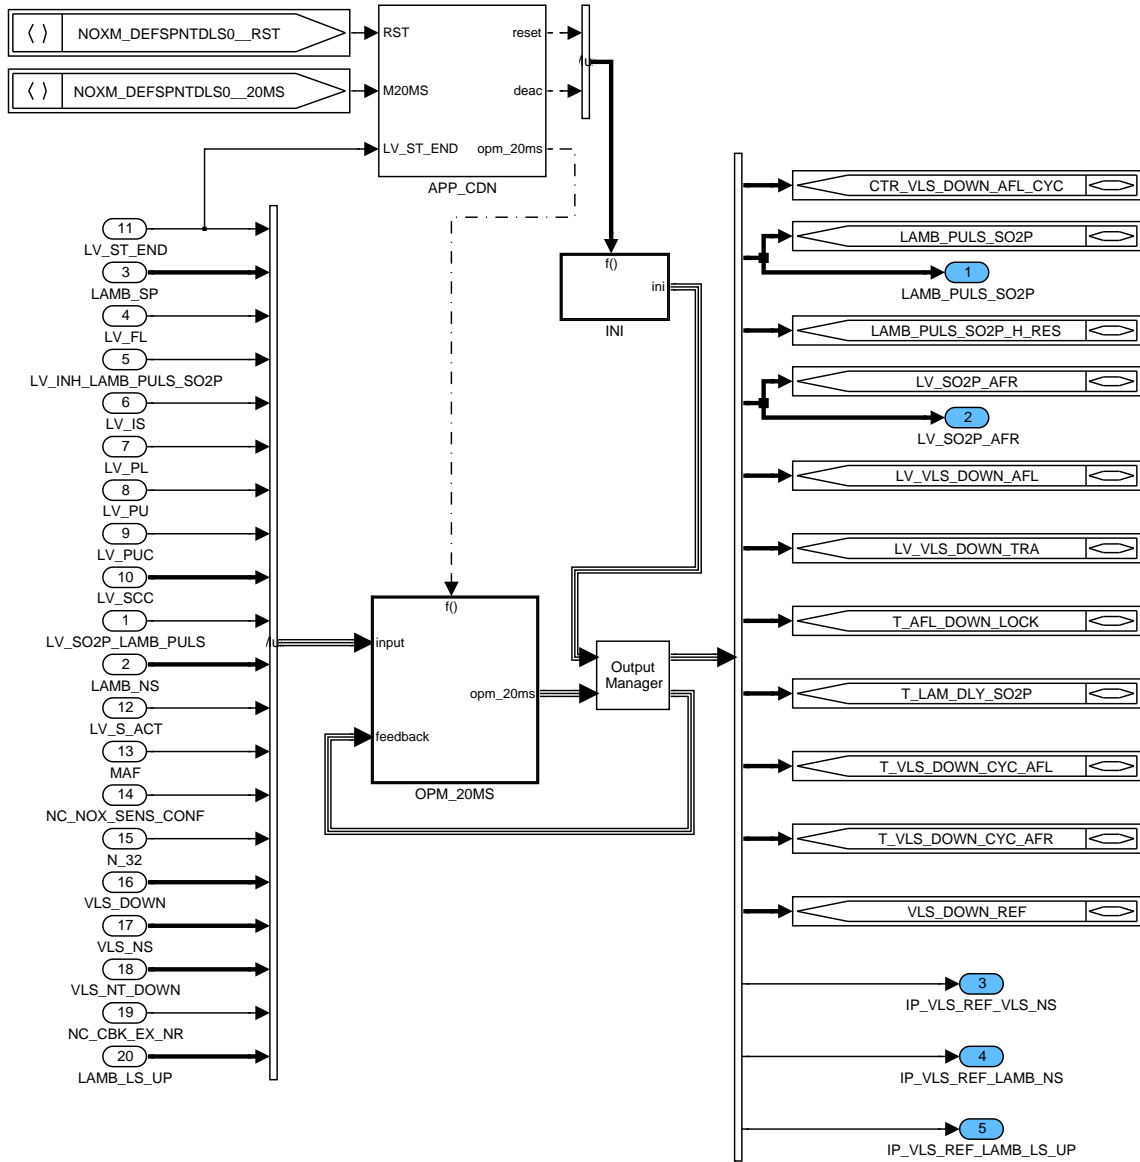 NOXM_DEFSPNTDLS0__RST
NOXM_DEFSPNTDLS0__20MS
RST
M20MS
LV_ST_END
reset
deac
opm_20ms
APP_CDN
11
LV_ST_END
3
LAMB_SP
4
LV_FL
5
LV_INH_LAMB_PULS_SO2P
6
LV_IS
7
LV_PL
8
LV_PU
9
LV_PUC
10
LV_SCC
1
LV_SO2P_LAMB_PULS
2
LAMB_NS
12
LV_S_ACT
13
MAF
14
NC_NOX_SENS_CONF
15
N_32
16
VLS_DOWN
17
VLS_NS
18
VLS_NT_DOWN
19
NC_CBK_EX_NR
20
LAMB_LS_UP
f()
ini
INI
f()
input
feedback
opm_20ms
OPM_20MS
Output
Manager
CTR_VLS_DOWN_AFL_CYC
LAMB_PULS_SO2P
1
LAMB_PULS_SO2P
LAMB_PULS_SO2P_H_RES
LV_SO2P_AFR
2
LV_SO2P_AFR
LV_VLS_DOWN_AFL
LV_VLS_DOWN_TRA
T_AFL_DOWN_LOCK
T_LAM_DLY_SO2P
T_VLS_DOWN_CYC_AFL
T_VLS_DOWN_CYC_AFR
VLS_DOWN_REF
3
IP_VLS_REF_VLS_NS
4
IP_VLS_REF_LAMB_NS
5
IP_VLS_REF_LAMB_LS_UP